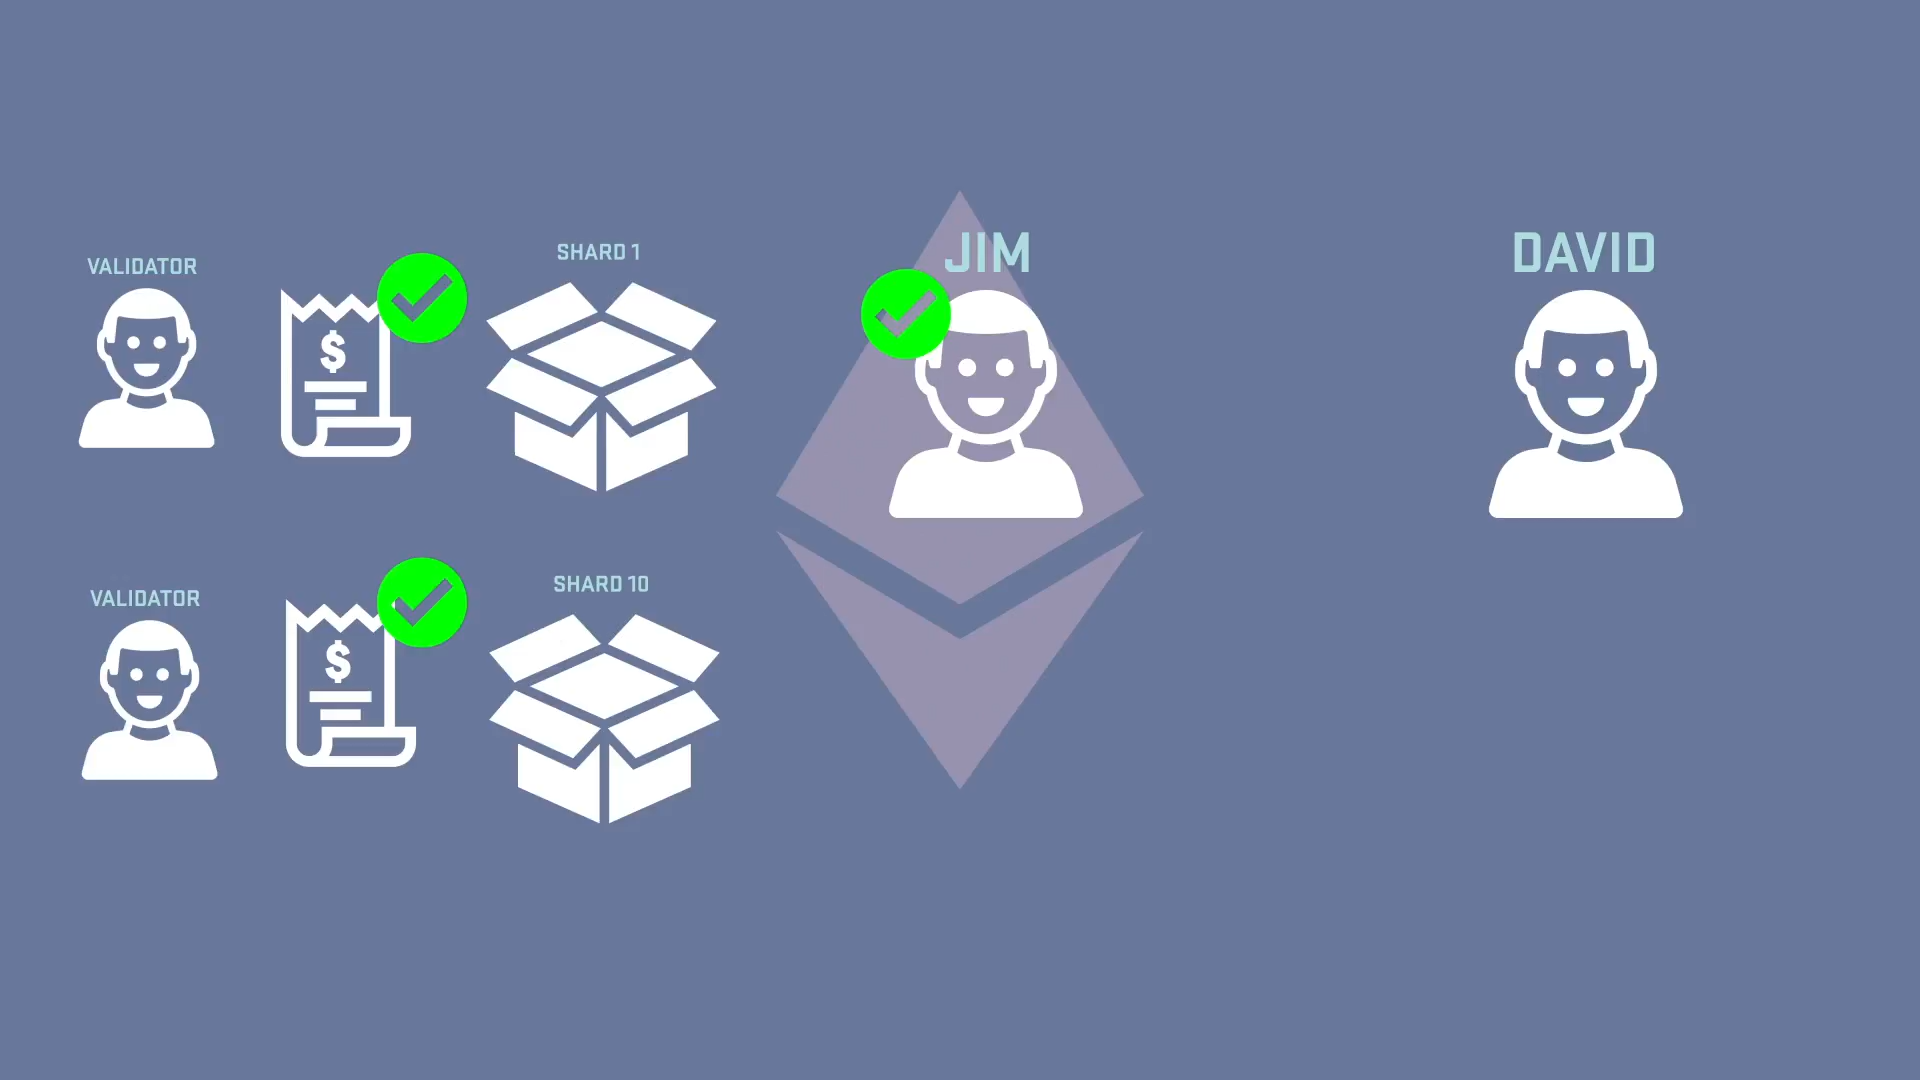 VALIDATOR
$
SHARD 1
JIM
DAVID
VALIDATOR
$
SHARD 10